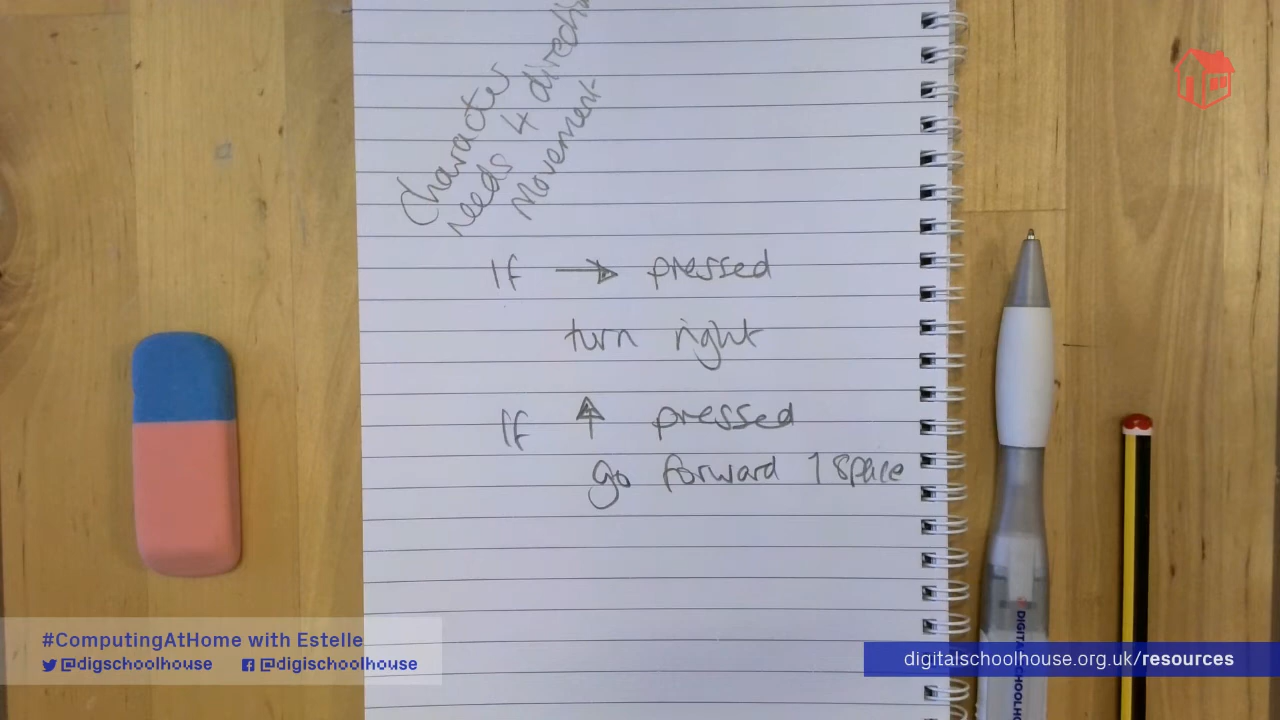 Character
needs 4 directi
Movement
If → pressed
turn right
If ↑ pressed
go forward 1 space
#ComputingAtHome with Estelle
@digschoolhouse @digischoolhouse
digitalschoolhouse.org.uk/resources